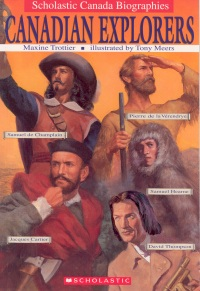 Scholastic Canada Biographies
CANADIAN EXPLORERS
Maxine Trottier ■ illustrated by Tony Meers
Pierre de la Vérendrye
Samuel de Champlain
Samuel Hearne
Jacques Cartier
David Thompson
SCHOLASTIC